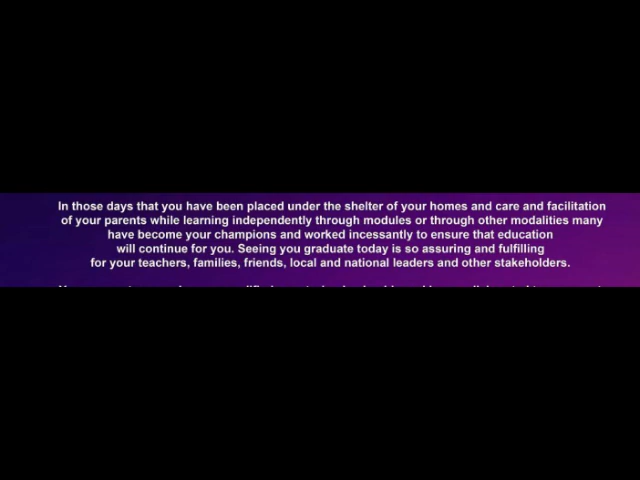 In those days that you have been placed under the shelter of your homes and care and facilitation
of your parents while learning independently through modules or through other modalities many
have become your champions and worked incessantly to ensure that education
will continue for you. Seeing you graduate today is so assuring and fulfilling
for your teachers, families, friends, local and national leaders and other stakeholders.